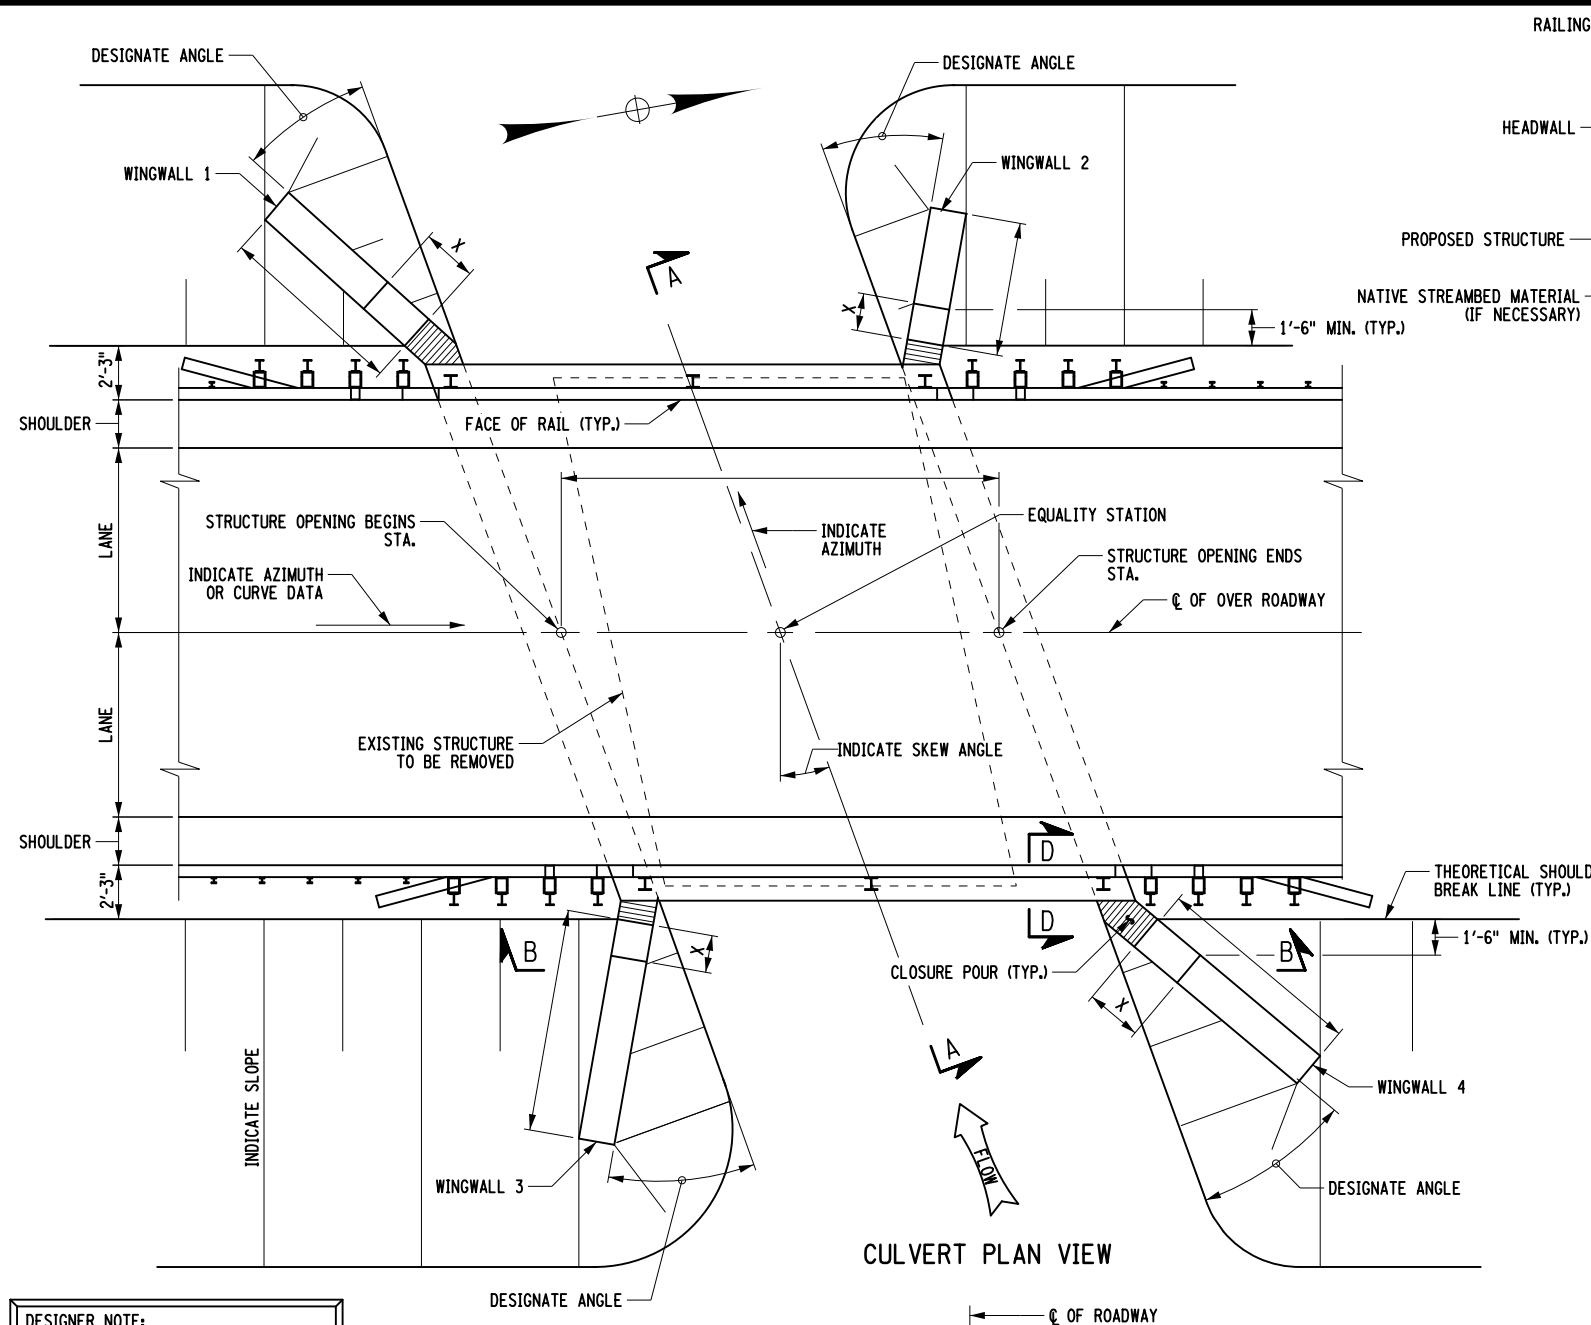 RAILING
DESIGNATE ANGLE
DESIGNATE ANGLE
HEADWALL
WINGWALL 1
WINGWALL 2
PROPOSED STRUCTURE
X
A
NATIVE STREAMBED MATERIAL
(IF NECESSARY)
X
1'-6" MIN. (TYP.)
2'-3"
SHOULDER
FACE OF RAIL (TYP.)
LANE
STRUCTURE OPENING BEGINS
STA.
INDICATE
AZIMUTH
EQUALITY STATION
STRUCTURE OPENING ENDS
STA.
INDICATE AZIMUTH
OR CURVE DATA
℄ OF OVER ROADWAY
LANE
EXISTING STRUCTURE
TO BE REMOVED
INDICATE SKEW ANGLE
SHOULDER
D
2'-3"
THEORETICAL SHOULD
BREAK LINE (TYP.)
D
B
X
B
1'-6" MIN. (TYP.)
CLOSURE POUR (TYP.)
X
A
INDICATE SLOPE
WINGWALL 4
FLOW
WINGWALL 3
DESIGNATE ANGLE
CULVERT PLAN VIEW
DESIGNATE ANGLE
℄ OF ROADWAY
DESIGNER NOTE: